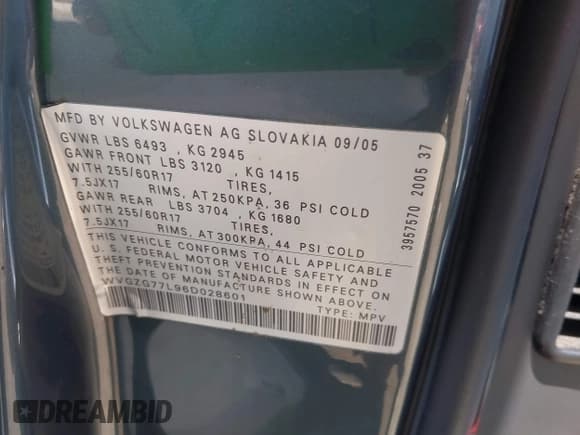 MFD BY VOLKSWAGEN AG SLOVAKIA 09/05
GVWR LBS 6493 , KG 2945
GAWR FRONT LBS 3120 , KG 1415
WITH 255/60R17 TIRES,
7.5JX17 RIMS, AT 250KPA, 36 PSI COLD
GAWR REAR LBS 3704 , KG 1680
WITH 255/60R17 TIRES,
7.5JX17 RIMS, AT 300KPA, 44 PSI COLD
THIS VEHICLE CONFORMS TO ALL APPLICABLE
U.S. FEDERAL MOTOR VEHICLE SAFETY AND
THEFT PREVENTION STANDARDS IN EFFECT ON
THE DATE OF MANUFACTURE SHOWN ABOVE.
WVGZG77L96D028601 TYPE: MPV
3957570 2005 37
DREAMBID